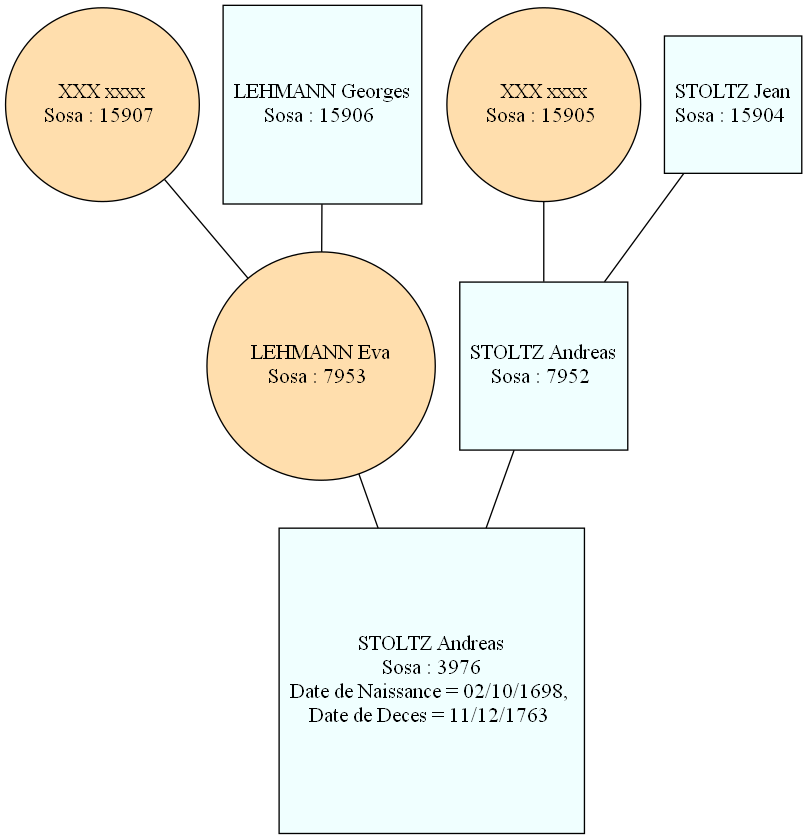 XXX xxxx
Sosa : 15907
LEHMANN Georges
Sosa : 15906
XXX xxxx
Sosa : 15905
STOLTZ Jean
Sosa : 15904
LEHMANN Eva
Sosa : 7953
STOLTZ Andreas
Sosa : 7952
STOLTZ Andreas
Sosa : 3976
Date de Naissance = 02/10/1698,
Date de Deces = 11/12/1763